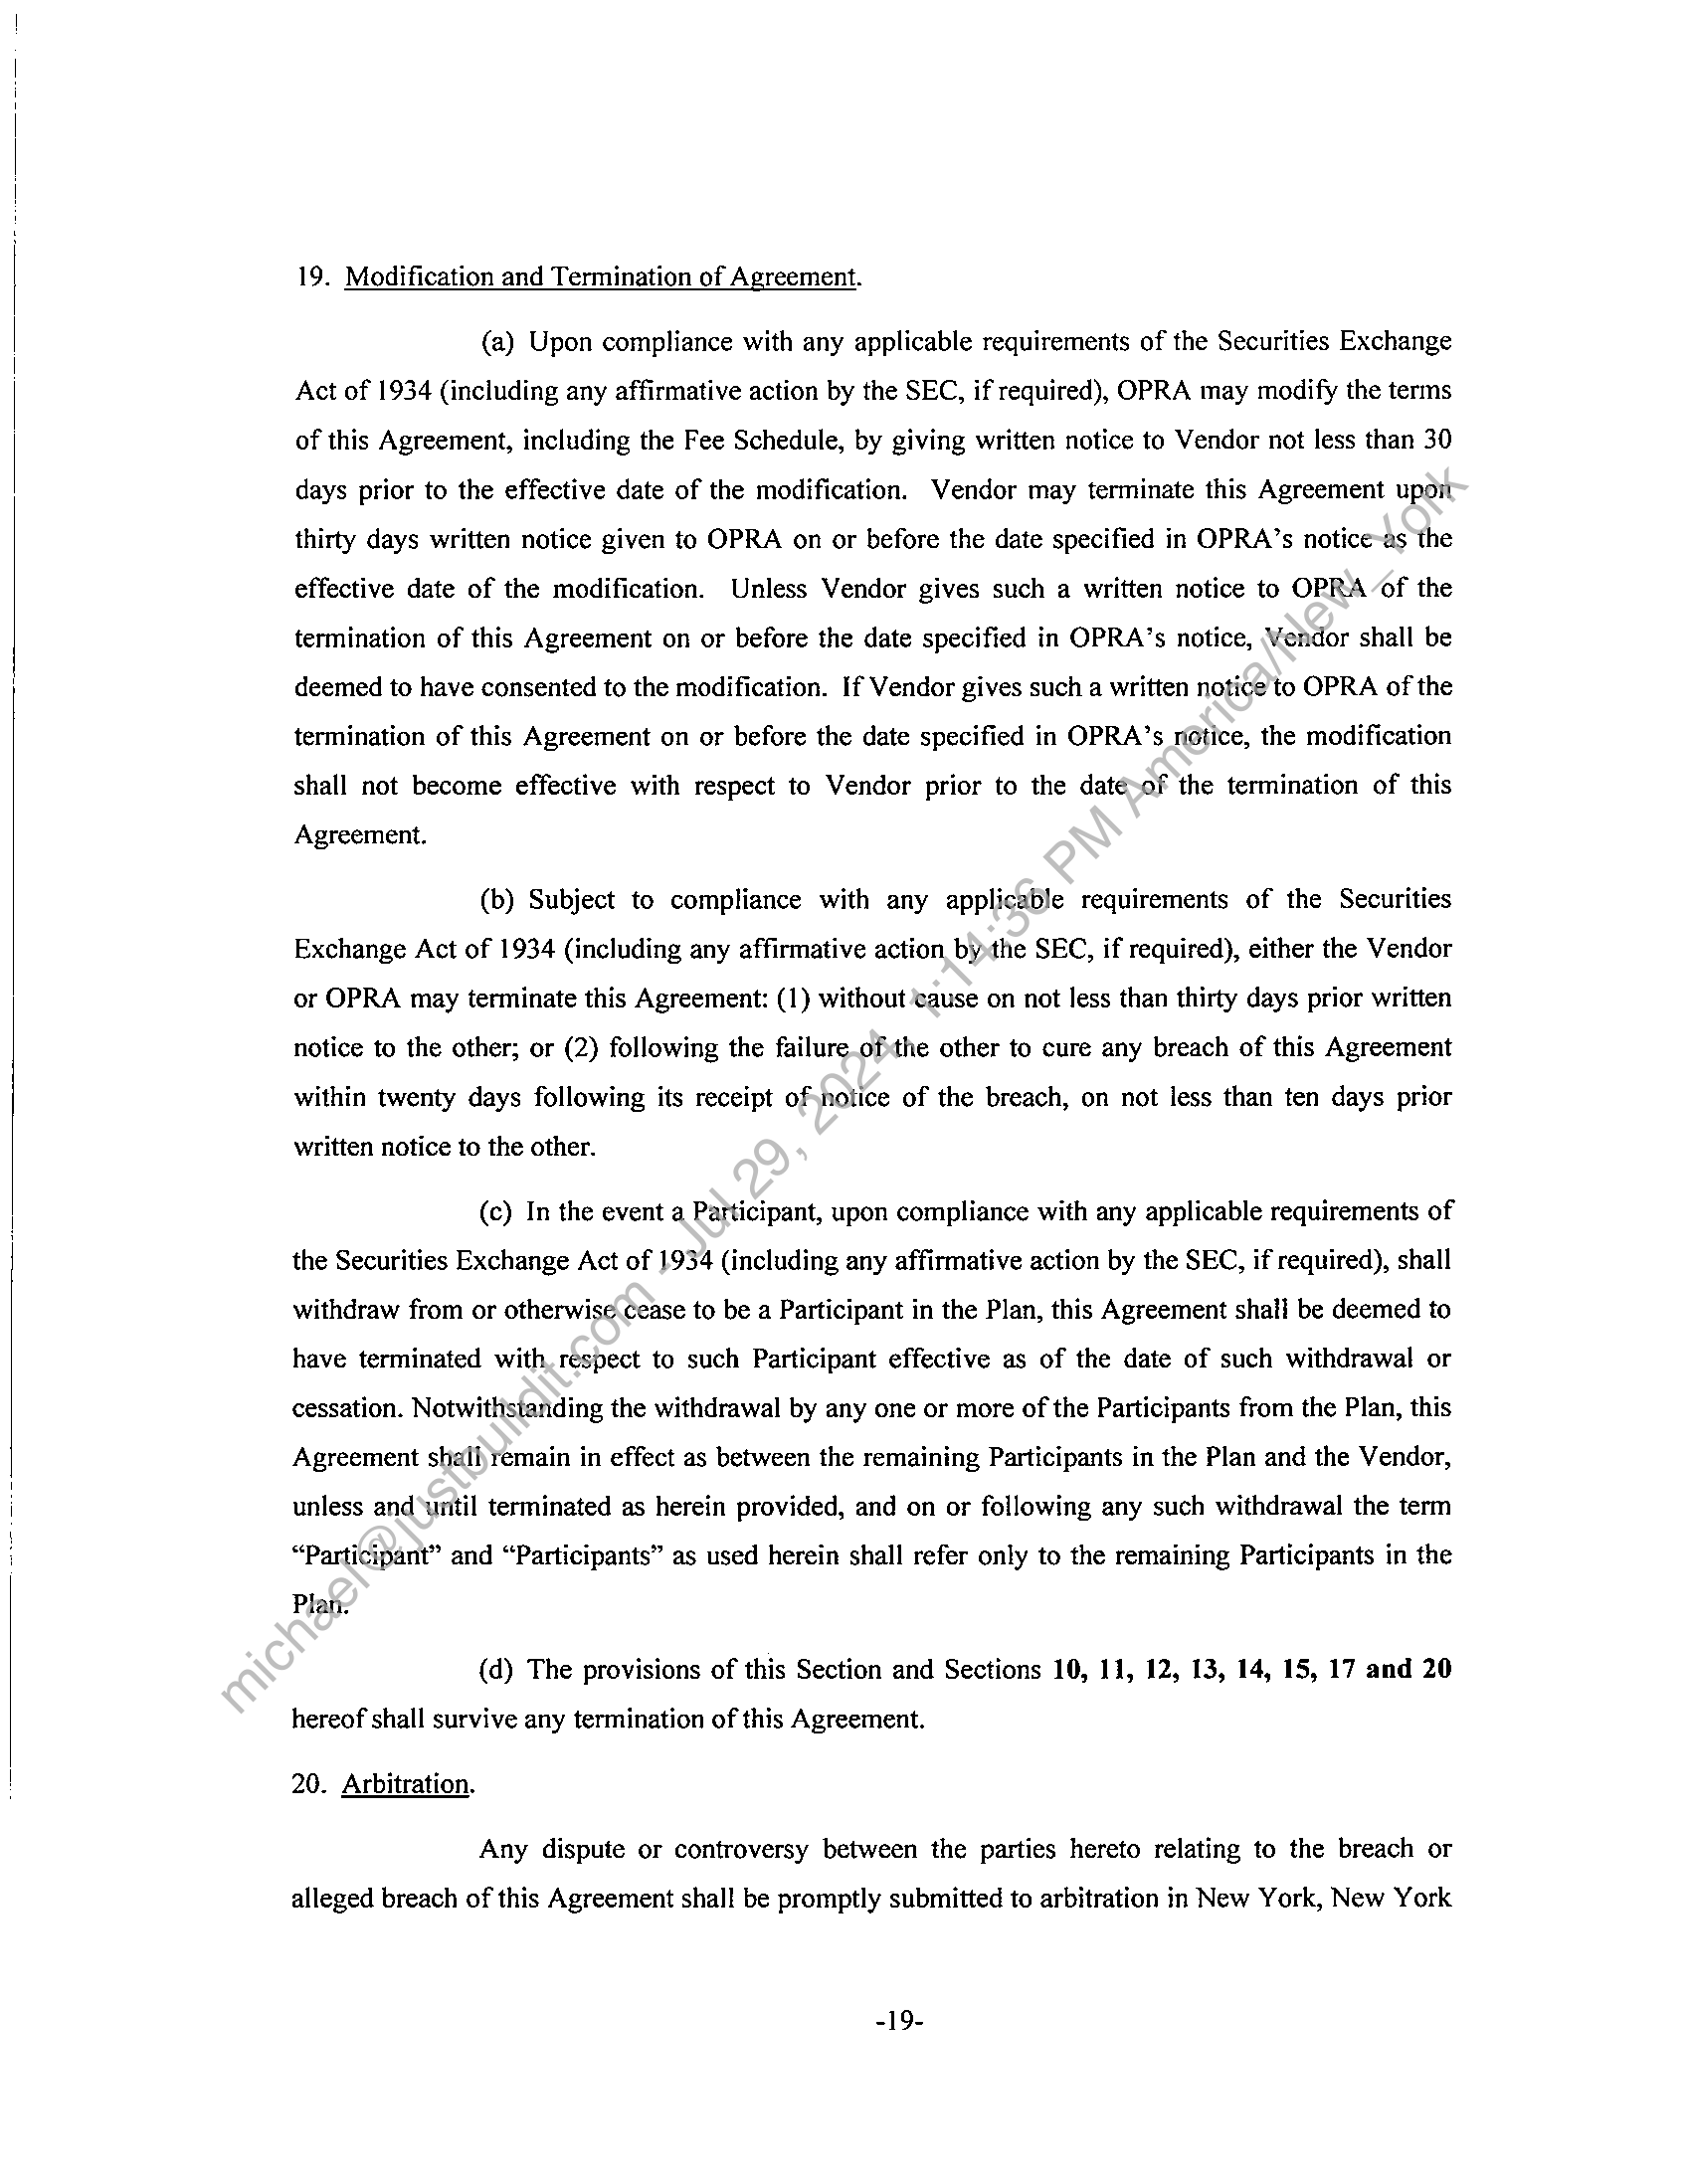 19. Modification and Termination of Agreement.
(a) Upon compliance with any applicable requirements of the Securities Exchange
Act of 1934 (including any affirmative action by the SEC, if required), OPRA may modify the terms
of this Agreement, including the Fee Schedule, by giving written notice to Vendor not less than 30
days prior to the effective date of the modification. Vendor may terminate this Agreement upon
thirty days written notice given to OPRA on or before the date specified in OPRA's notice as the
effective date of the modification. Unless Vendor gives such a written notice to OPRA of the
termination of this Agreement on or before the date specified in OPRA's notice, Vendor shall be
deemed to have consented to the modification. If Vendor gives such a written notice to OPRA of the
termination of this Agreement on or before the date specified in OPRA's notice, the modification
shall not become effective with respect to Vendor prior to the date of the termination of this
Agreement.
(b) Subject to compliance with any applicable requirements of the Securities
Exchange Act of 1934 (including any affirmative action by the SEC, if required), either the Vendor
or OPRA may terminate this Agreement: (1) without cause on not less than thirty days prior written
notice to the other; or (2) following the failure of the other to cure any breach of this Agreement
within twenty days following its receipt of notice of the breach, on not less than ten days prior
written notice to the other.
(c) In the event a Participant, upon compliance with any applicable requirements of
the Securities Exchange Act of 1934 (including any affirmative action by the SEC, if required), shall
withdraw from or otherwise cease to be a Participant in the Plan, this Agreement shall be deemed to
have terminated with respect to such Participant effective as of the date of such withdrawal or
cessation. Notwithstanding the withdrawal by any one or more of the Participants from the Plan, this
Agreement shall remain in effect as between the remaining Participants in the Plan and the Vendor,
unless and until terminated as herein provided, and on or following any such withdrawal the term
“Participant” and “Participants” as used herein shall refer only to the remaining Participants in the
Plan.
(d) The provisions of this Section and Sections 10, 11, 12, 13, 14, 15, 17 and 20
hereof shall survive any termination of this Agreement.
20. Arbitration.
Any dispute or controversy between the parties hereto relating to the breach or
alleged breach of this Agreement shall be promptly submitted to arbitration in New York, New York
-19-
michael@justbuildit.com - Jul 29, 2024, 1:14:36 PM America/New_York